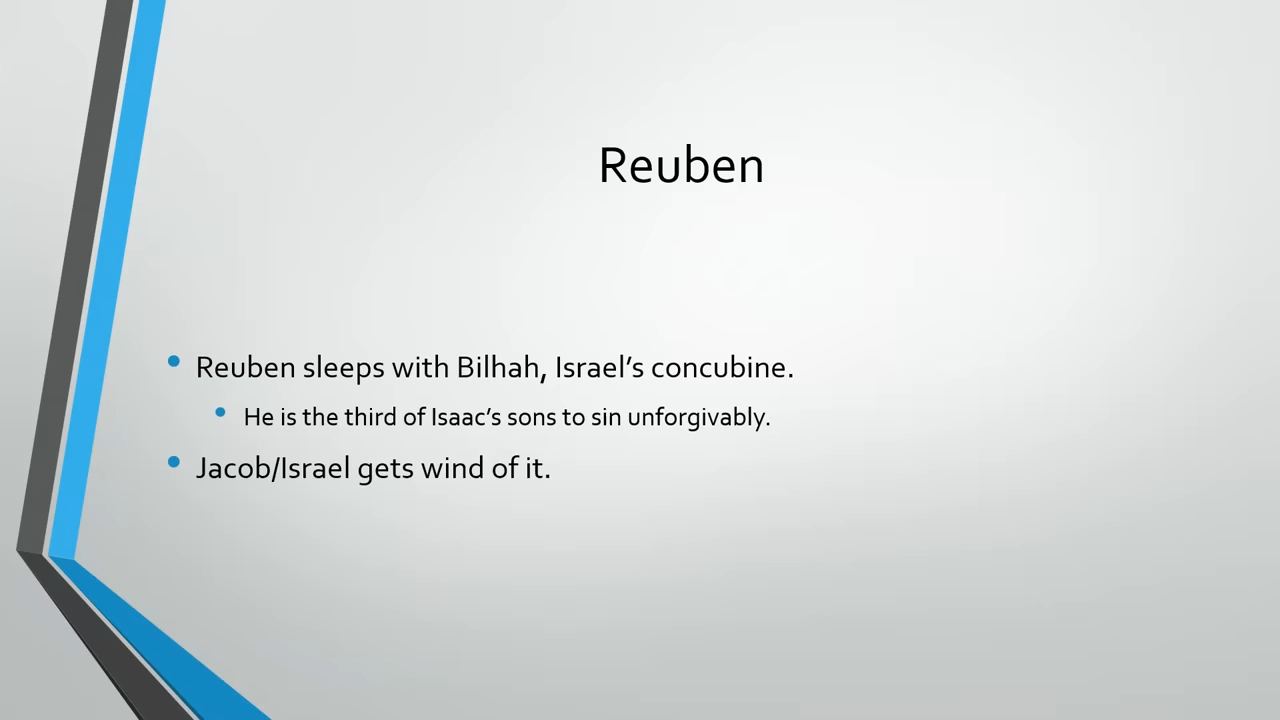 Reuben
• Reuben sleeps with Bilhah, Israel’s concubine.
• He is the third of Isaac’s sons to sin unforgivably.
• Jacob/Israel gets wind of it.